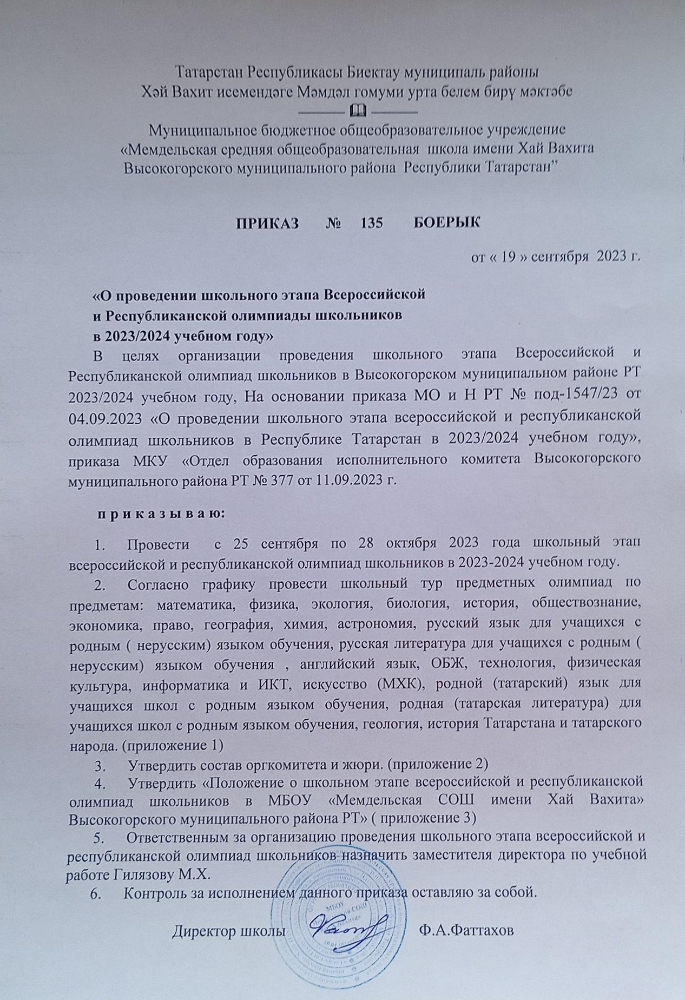 Татарстан Республикасы Биектау муниципаль районы
Хәй Вахит исемендәге Мәмдәл гомуми урта белем бирү мәктәбе
Муниципальное бюджетное общеобразовательное учреждение
«Мемдельская средняя общеобразовательная школа имени Хай Вахита
Высокогорского муниципального района Республики Татарстан”
ПРИКАЗ № 135 БОЕРЫК
от « 19 » сентября 2023 г.
«О проведении школьного этапа Всероссийской
и Республиканской олимпиады школьников
в 2023/2024 учебном году»
В целях организации проведения школьного этапа Всероссийской и
Республиканской олимпиад школьников в Высокогорском муниципальном районе РТ
2023/2024 учебном году, На основании приказа МО и Н РТ № под-1547/23 от
04.09.2023 «О проведении школьного этапа всероссийской и республиканской
олимпиад школьников в Республике Татарстан в 2023/2024 учебном году»,
приказа МКУ «Отдел образования исполнительного комитета Высокогорского
муниципального района РТ № 377 от 11.09.2023 г.
п р и к а з ы в а ю:
1. Провести с 25 сентября по 28 октября 2023 года школьный этап
всероссийской и республиканской олимпиад школьников в 2023-2024 учебном году.
2. Согласно графику провести школьный тур предметных олимпиад по
предметам: математика, физика, экология, биология, история, обществознание,
экономика, право, география, химия, астрономия, русский язык для учащихся с
родным ( нерусским) языком обучения, русская литература для учащихся с родным (
нерусским) языком обучения , английский язык, ОБЖ, технология, физическая
культура, информатика и ИКТ, искусство (МХК), родной (татарский) язык для
учащихся школ с родным языком обучения, родная (татарская литература) для
учащихся школ с родным языком обучения, геология, история Татарстана и татарского
народа. (приложение 1)
3. Утвердить состав оргкомитета и жюри. (приложение 2)
4. Утвердить «Положение о школьном этапе всероссийской и республиканской
олимпиад школьников в МБОУ «Мемдельская СОШ имени Хай Вахита»
Высокогорского муниципального района РТ» ( приложение 3)
5. Ответственным за организацию проведения школьного этапа всероссийской и
республиканской олимпиад школьников назначить заместителя директора по учебной
работе Гилязову М.Х.
6. Контроль за исполнением данного приказа оставляю за собой.
МБОУ
СОШ
Директор школы Ф.А.Фаттахов